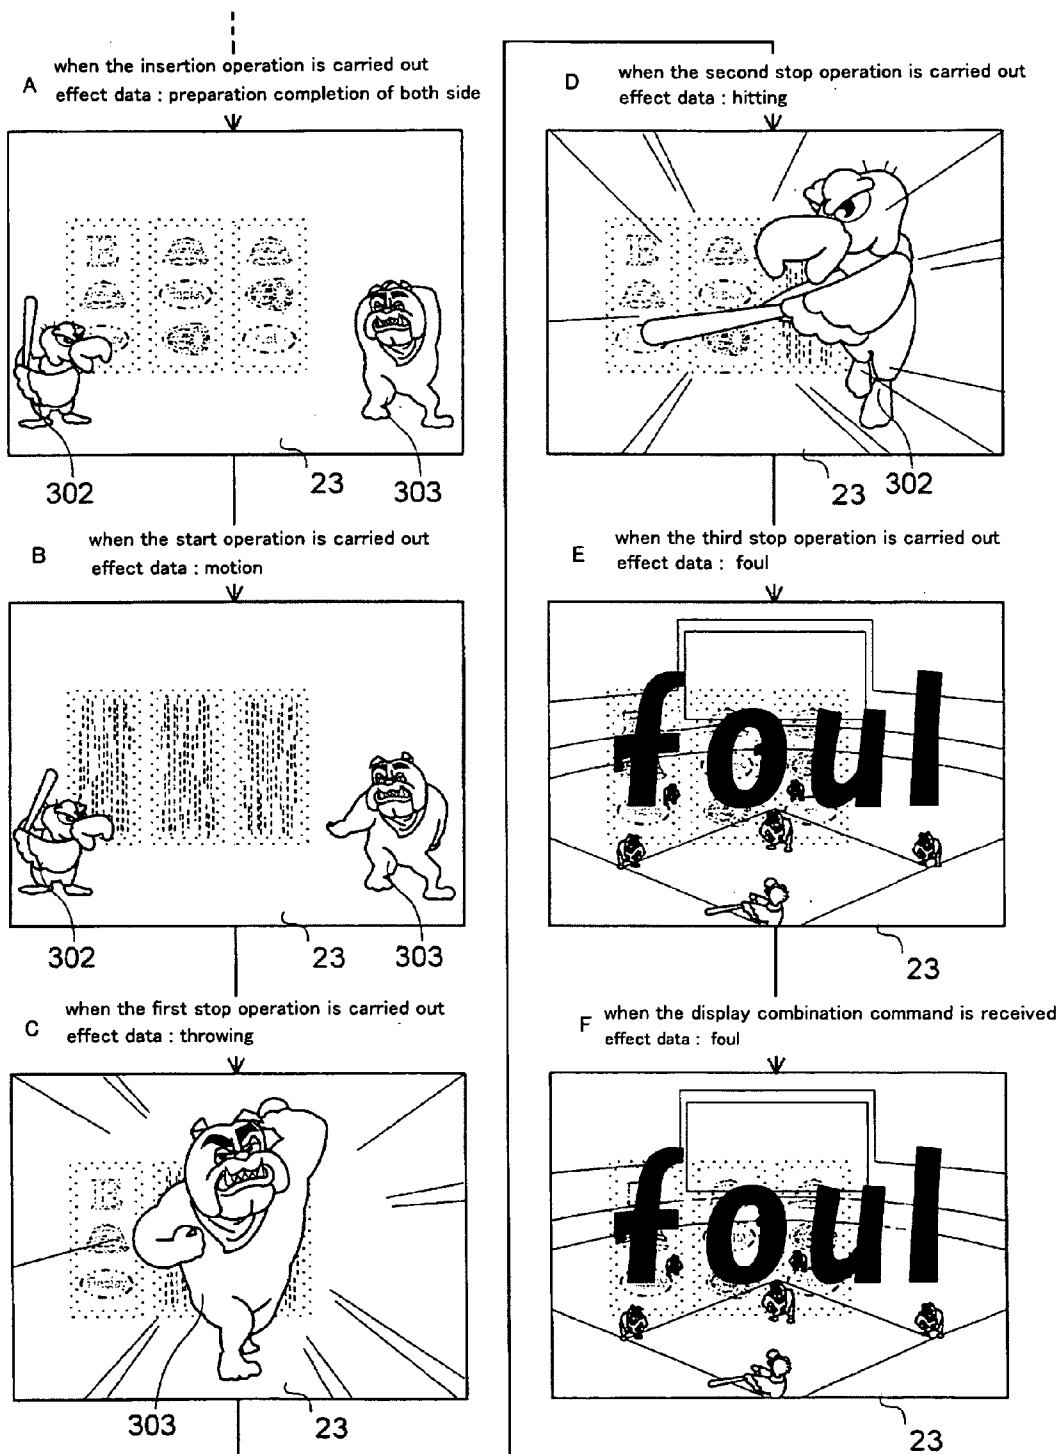 A
when the insertion operation is carried out
effect data : preparation completion of both side
302
23
303
B
when the start operation is carried out
effect data : motion
302
23
303
C
when the first stop operation is carried out
effect data : throwing
303
23
D
when the second stop operation is carried out
effect data : hitting
23
302
E
when the third stop operation is carried out
effect data : foul
foul
23
F
when the display combination command is received
effect data : foul
foul
23